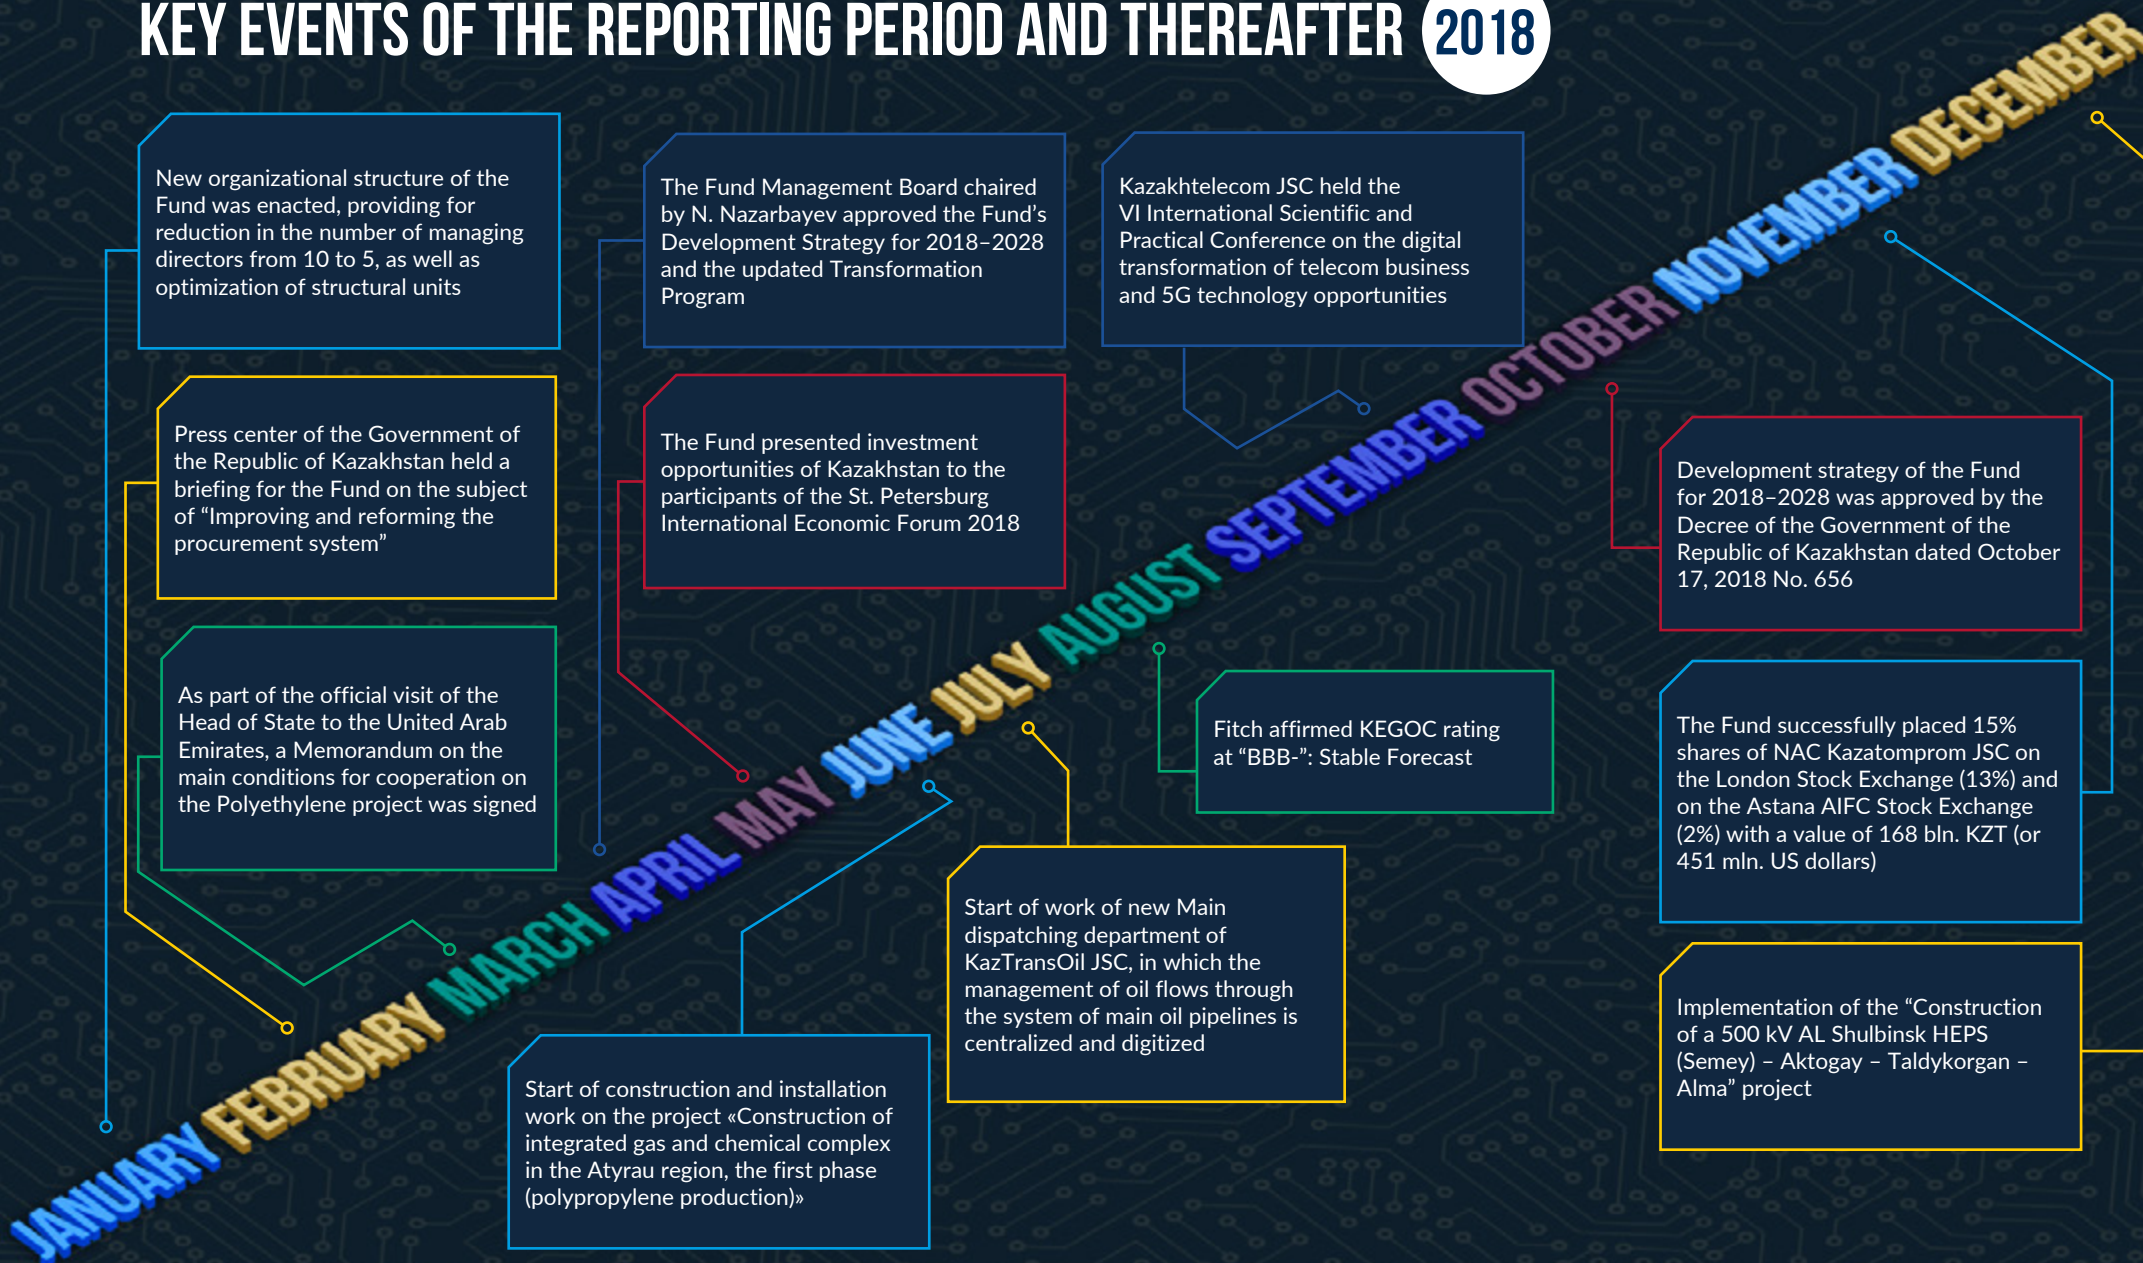 KEY EVENTS OF THE REPORTING PERIOD AND THEREAFTER 2018
New organizational structure of the
Fund was enacted, providing for
reduction in the number of managing
directors from 10 to 5, as well as
optimization of structural units
Press center of the Government of
the Republic of Kazakhstan held a
briefing for the Fund on the subject
of “Improving and reforming the
procurement system”
As part of the official visit of the
Head of State to the United Arab
Emirates, a Memorandum on the
main conditions for cooperation on
the Polyethylene project was signed
The Fund Management Board chaired
by N. Nazarbayev approved the Fund’s
Development Strategy for 2018–2028
and the updated Transformation
Program
The Fund presented investment
opportunities of Kazakhstan to the
participants of the St. Petersburg
International Economic Forum 2018
Start of construction and installation
work on the project «Construction of
integrated gas and chemical complex
in the Atyrau region, the first phase
(polypropylene production)»
Start of work of new Main
dispatching department of
KazTransOil JSC, in which the
management of oil flows through
the system of main oil pipelines is
centralized and digitized
Fitch affirmed KEGOC rating
at “BBB-”: Stable Forecast
Kazakhtelecom JSC held the
VI International Scientific and
Practical Conference on the digital
transformation of telecom business
and 5G technology opportunities
Development strategy of the Fund
for 2018–2028 was approved by the
Decree of the Government of the
Republic of Kazakhstan dated October
17, 2018 No. 656
The Fund successfully placed 15%
shares of NAC Kazatomprom JSC on
the London Stock Exchange (13%) and
on the Astana AIFC Stock Exchange
(2%) with a value of 168 bln. KZT (or
451 mln. US dollars)
Implementation of the “Construction
of a 500 kV AL Shulbinsk HEPS
(Semey) – Aktogay – Taldykorgan –
Alma” project
JANUARY FEBRUARY MARCH APRIL MAY JUNE JULY AUGUST SEPTEMBER OCTOBER NOVEMBER DECEMBER